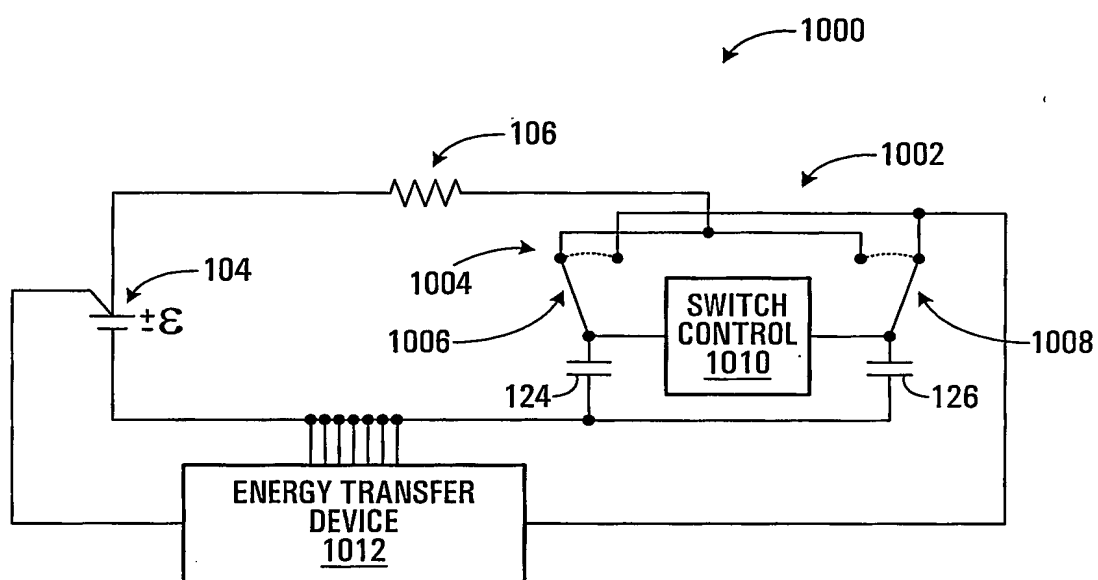 1000
106
1002
104
±ε
1004
1006
SWITCH
CONTROL
1010
1008
124
126
ENERGY TRANSFER
DEVICE
1012